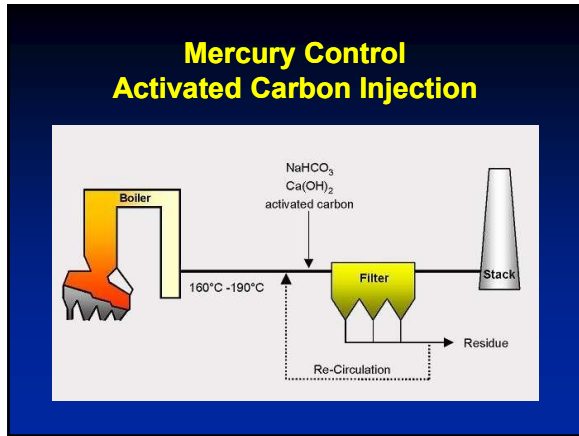 Mercury Control
Activated Carbon Injection
NaHCO₃
Ca(OH)₂
activated carbon
Boiler
160°C -190°C
Filter
Stack
Residue
Re-Circulation